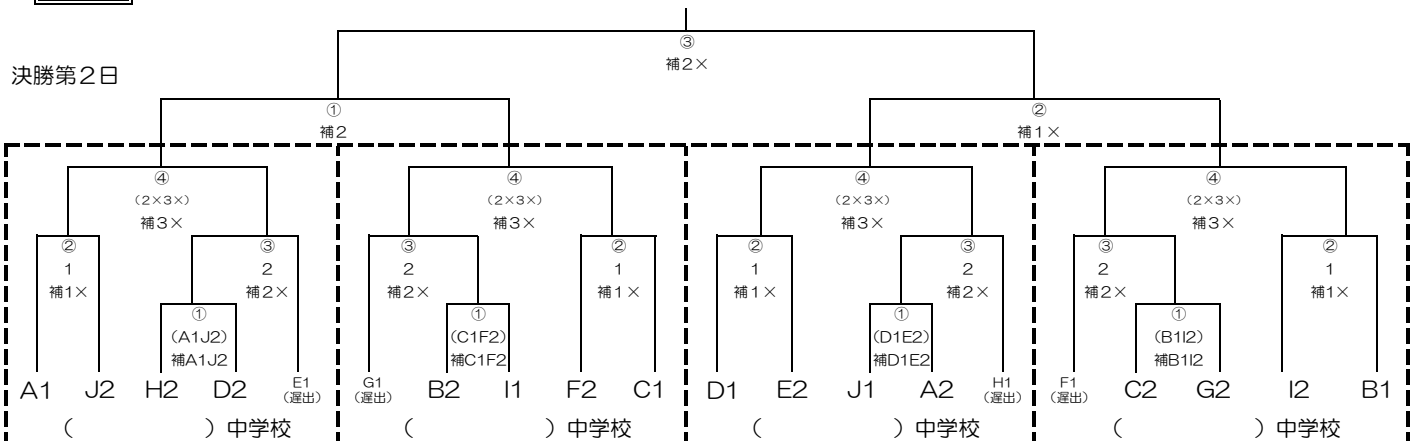 ③
補2×
決勝第2日
① ②
補2 補1×
④ ④ ④ ④
(2×3×) (2×3×) (2×3×) (2×3×)
補3× 補3× 補3× 補3×
② ③ ③ ② ② ③ ③ ②
1 2 2 1 1 2 2 1
補1× 補2× 補2× 補1× 補1× 補2× 補2× 補1×
① ① ① ①
(A1J2) (C1F2) (D1E2) (B1I2)
補A1J2 補C1F2 補D1E2 補B1I2
A1 J2 H2 D2 E1 G1 B2 I1 F2 C1 D1 E2 J1 A2 H1 F1 C2 G2 I2 B1
(遅出) (遅出) (遅出) (遅出)
( )中学校 ( )中学校 ( )中学校 ( )中学校